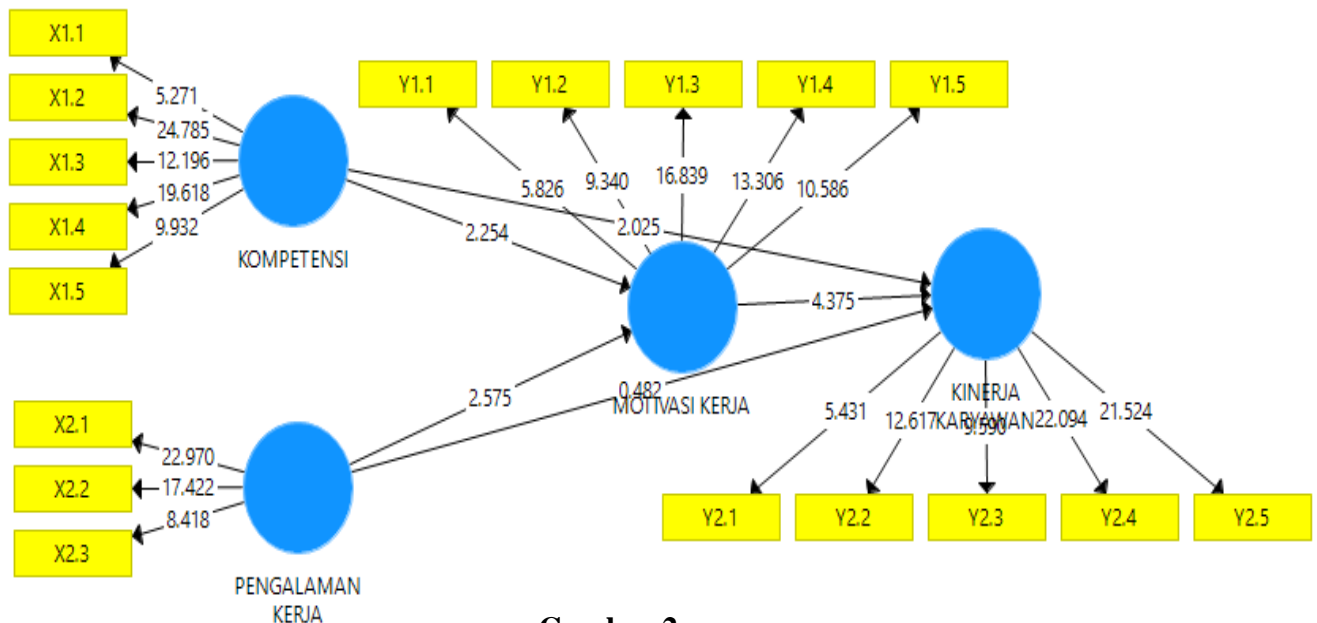 X1.1
X1.2
X1.3
X1.4
X1.5
5.271
24.785
12.196
19.618
9.932
KOMPETENSI
Y1.1
Y1.2
Y1.3
Y1.4
Y1.5
5.826
9.340
16.839
13.306
10.586
2.254
2.025
4.375
2.575
0.482
MOTIVASI KERJA
X2.1
X2.2
X2.3
22.970
17.422
8.418
PENGALAMAN
KERJA
KINERJA
KARYAWAN
5.431
12.617
9.590
22.094
21.524
Y2.1
Y2.2
Y2.3
Y2.4
Y2.5